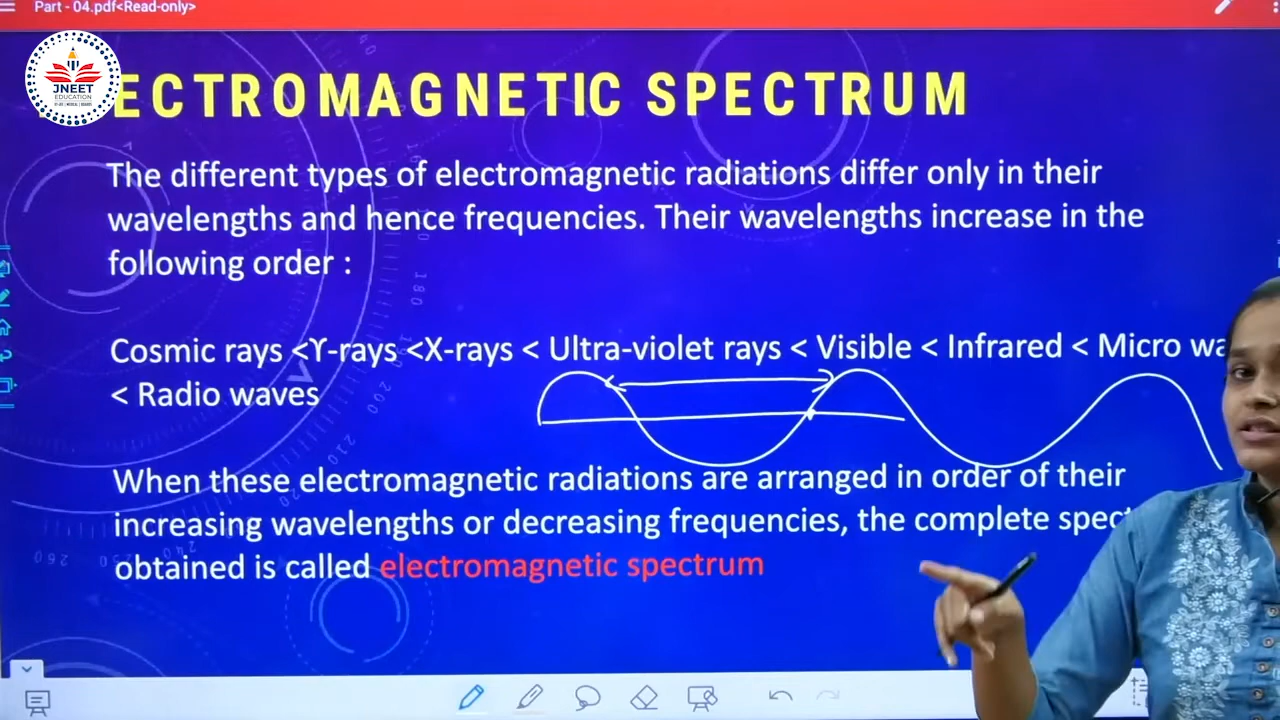 Part - 04.pdf<Read-only>
JNEET
EDUCATION
ECTROMAGNETIC SPECTRUM
The different types of electromagnetic radiations differ only in their
wavelengths and hence frequencies. Their wavelengths increase in the
following order :
Cosmic rays <ϒ-rays <X-rays < Ultra-violet rays < Visible < Infrared < Micro wa
< Radio waves
When these electromagnetic radiations are arranged in order of their
increasing wavelengths or decreasing frequencies, the complete spect
obtained is called electromagnetic spectrum